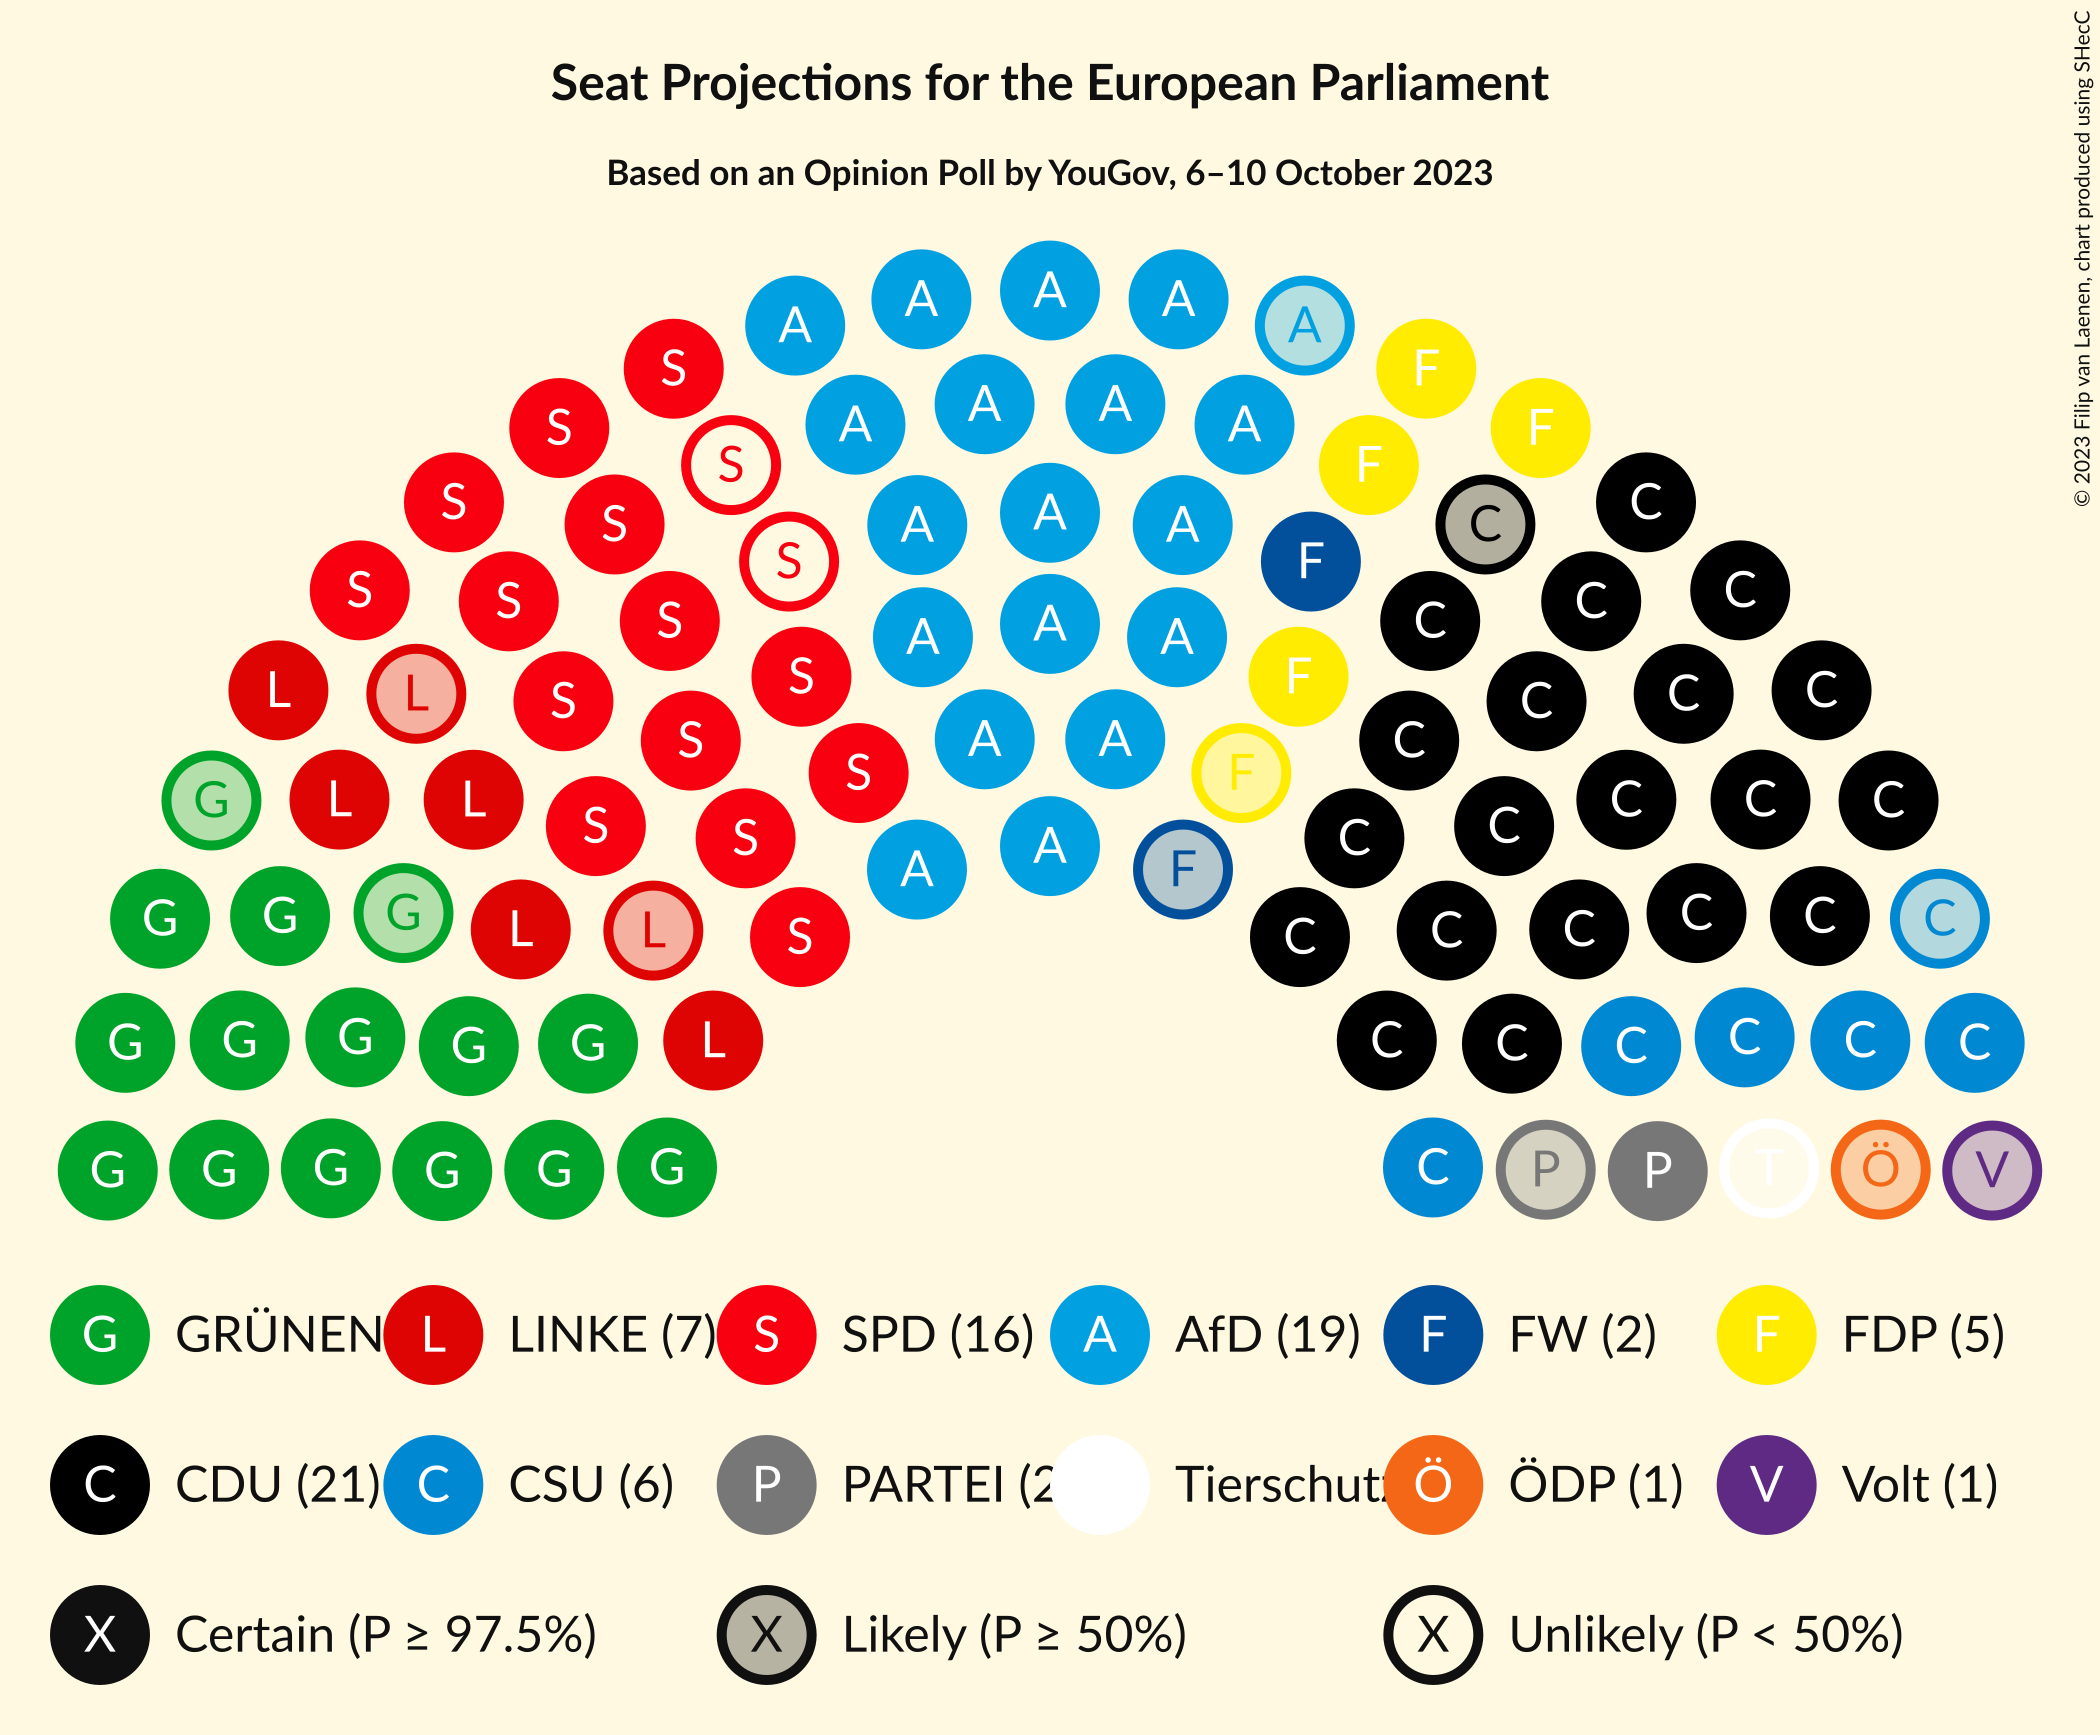 Seat Projections for the European Parliament
Based on an Opinion Poll by YouGov, 6–10 October 2023
© 2023 Filip van Laenen, chart produced using SHecC
A A A A A
S A A A A F
S S F F
S S A A A C C
S S S F C C
S S A A A F C C
L L S S S S A A F C C C C
G L L S S S A A C C C C C
G G G L L S A A F C C C C C C
G G G G G L C C C C C C
G G G G G G C P P T Ö V
G GRÜNEN L LINKE (7) S SPD (16) A AfD (19) F FW (2) F FDP (5)
C CDU (21) C CSU (6) P PARTEI (2 Tierschutz Ö ÖDP (1) V Volt (1)
X Certain (P ≥ 97.5%) X Likely (P ≥ 50%) X Unlikely (P < 50%)